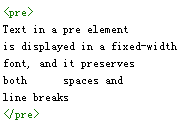 <pre>
Text in a pre element
is displayed in a fixed-width
font, and it preserves
both      spaces and
line breaks
</pre>